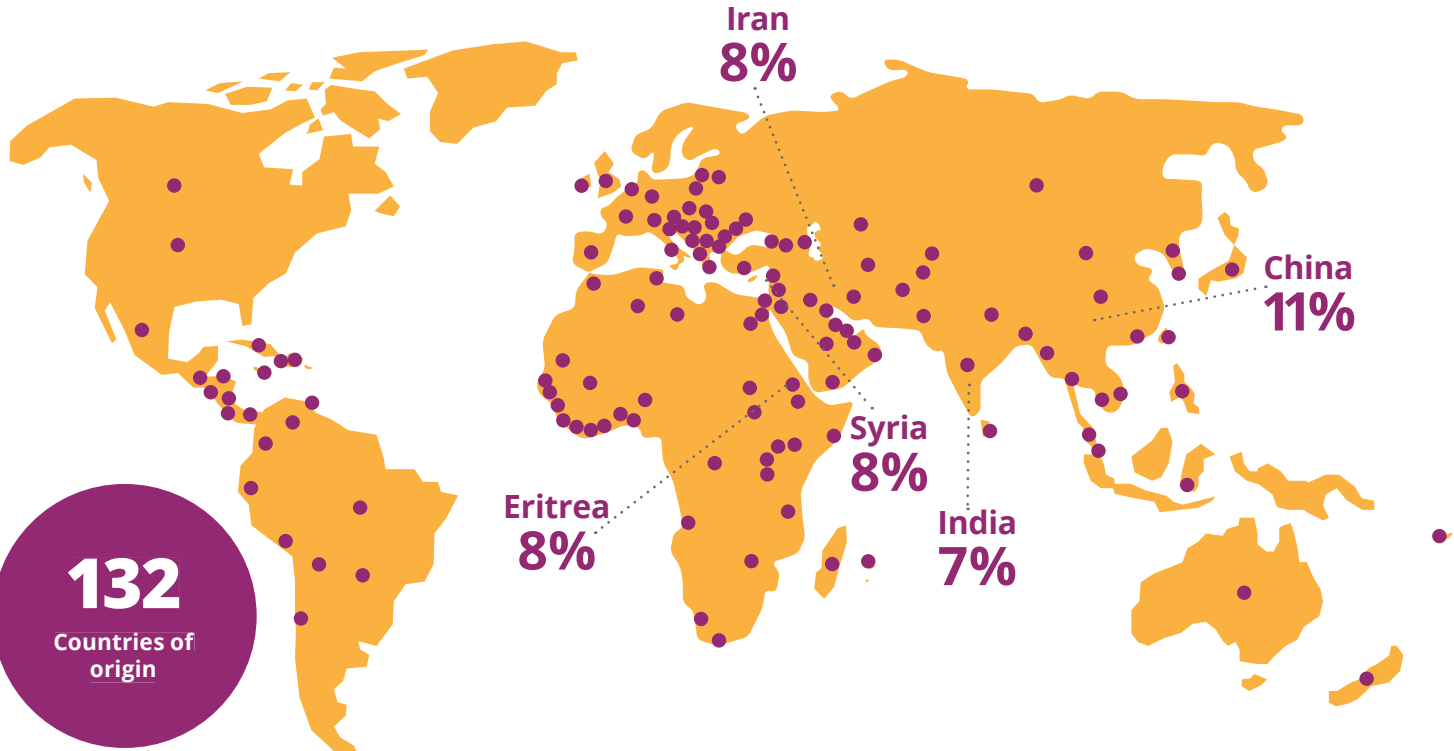 Iran
8%
China
11%
Syria
8%
Eritrea
8%
India
7%
132
Countries of
origin